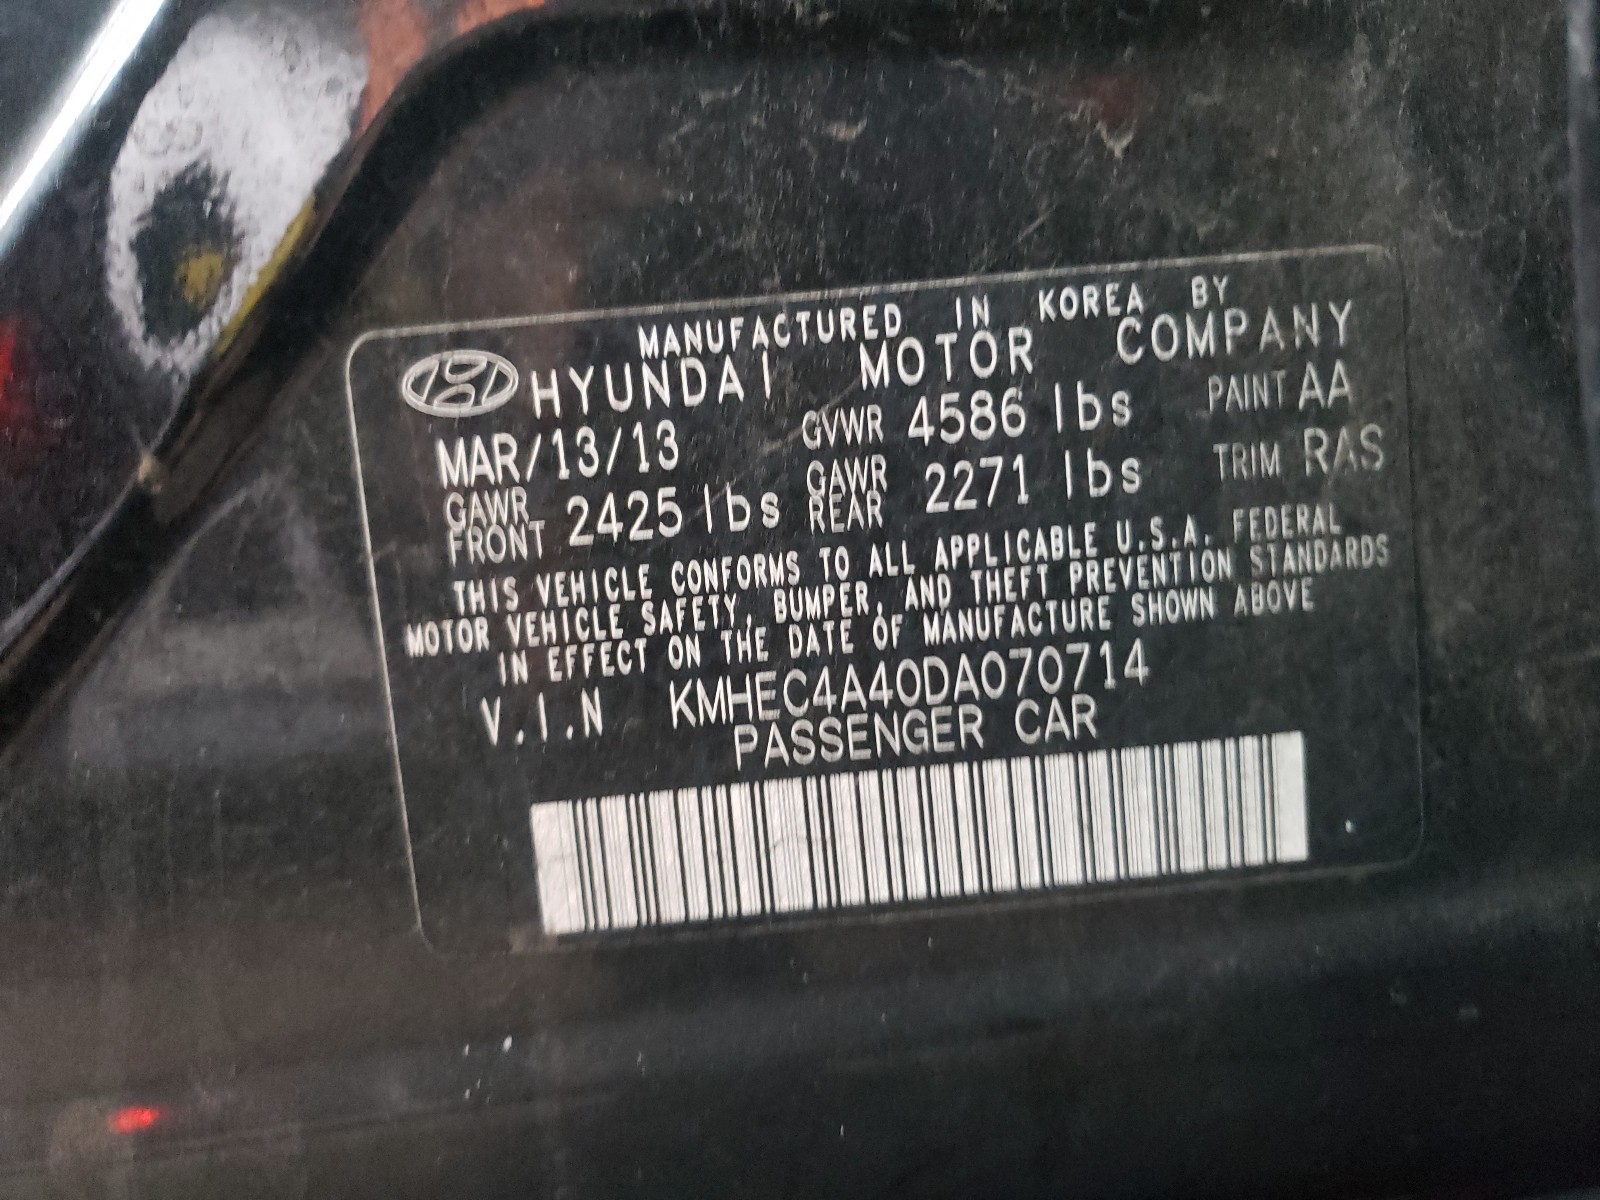 MANUFACTURED IN KOREA BY
HYUNDAI MOTOR COMPANY
MAR/13/13 GVWR 4586 lbs PAINT AA
GAWR FRONT 2425 lbs GAWR REAR 2271 lbs TRIM RAS
THIS VEHICLE CONFORMS TO ALL APPLICABLE U.S.A. FEDERAL
MOTOR VEHICLE SAFETY, BUMPER, AND THEFT PREVENTION STANDARDS
IN EFFECT ON THE DATE OF MANUFACTURE SHOWN ABOVE
V.I.N KMHEC4A40DA070714
PASSENGER CAR